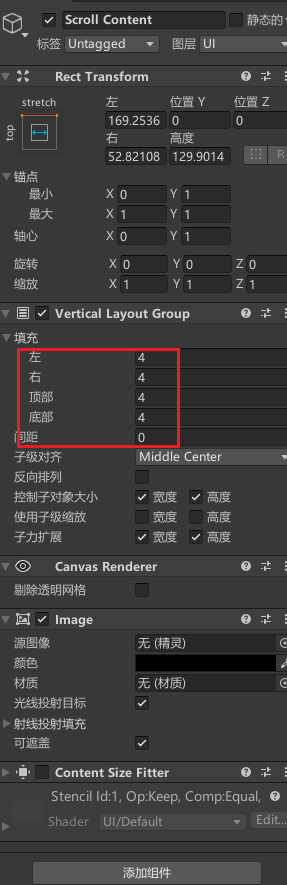 Scroll Content 静态的
标签 Untagged 图层 UI
Rect Transform
stretch 左 位置 Y 位置 Z
169.2536 0 0
top 右 高度
52.82108 129.9014 R
锚点
最小 X 0 Y 1
最大 X 1 Y 1
轴心 X 0 Y 1
旋转 X 0 Y 0 Z 0
缩放 X 1 Y 1 Z 1
Vertical Layout Group
填充
左 4
右 4
顶部 4
底部 4
间距 0
子级对齐 Middle Center
反向排列
控制子对象大小 宽度 高度
使用子级缩放 宽度 高度
子力扩展 宽度 高度
Canvas Renderer
剔除透明网格
Image
源图像 无 (精灵)
颜色
材质 无 (材质)
光线投射目标
射线投射填充
可遮盖
Content Size Fitter
Stencil Id:1, Op:Keep, Comp:Equal,
Shader UI/Default Edit...
添加组件